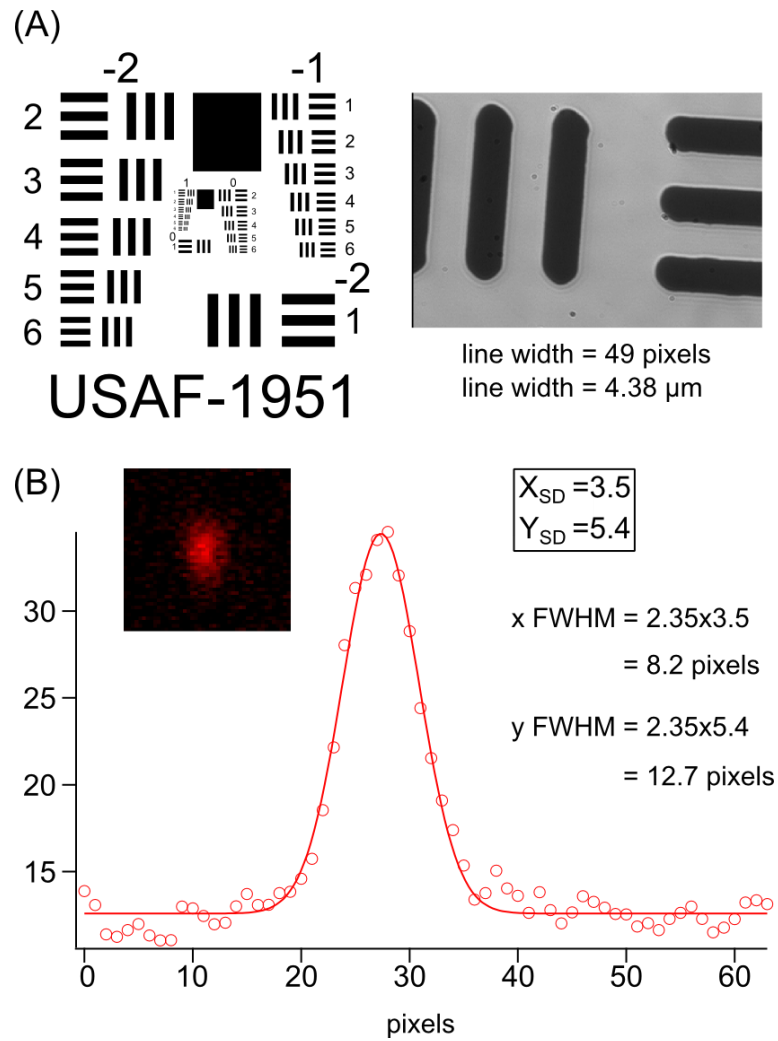 (A)
-2
-1
2
3
4
5
6
1
2
3
4
5
6
1
0
2
3
4
5
6
0
1
-2
1
USAF-1951
line width = 49 pixels
line width = 4.38 µm
(B)
X_SD =3.5
Y_SD =5.4
x FWHM = 2.35x3.5
= 8.2 pixels
y FWHM = 2.35x5.4
= 12.7 pixels
30
25
20
15
0
10
20
30
40
50
60
pixels